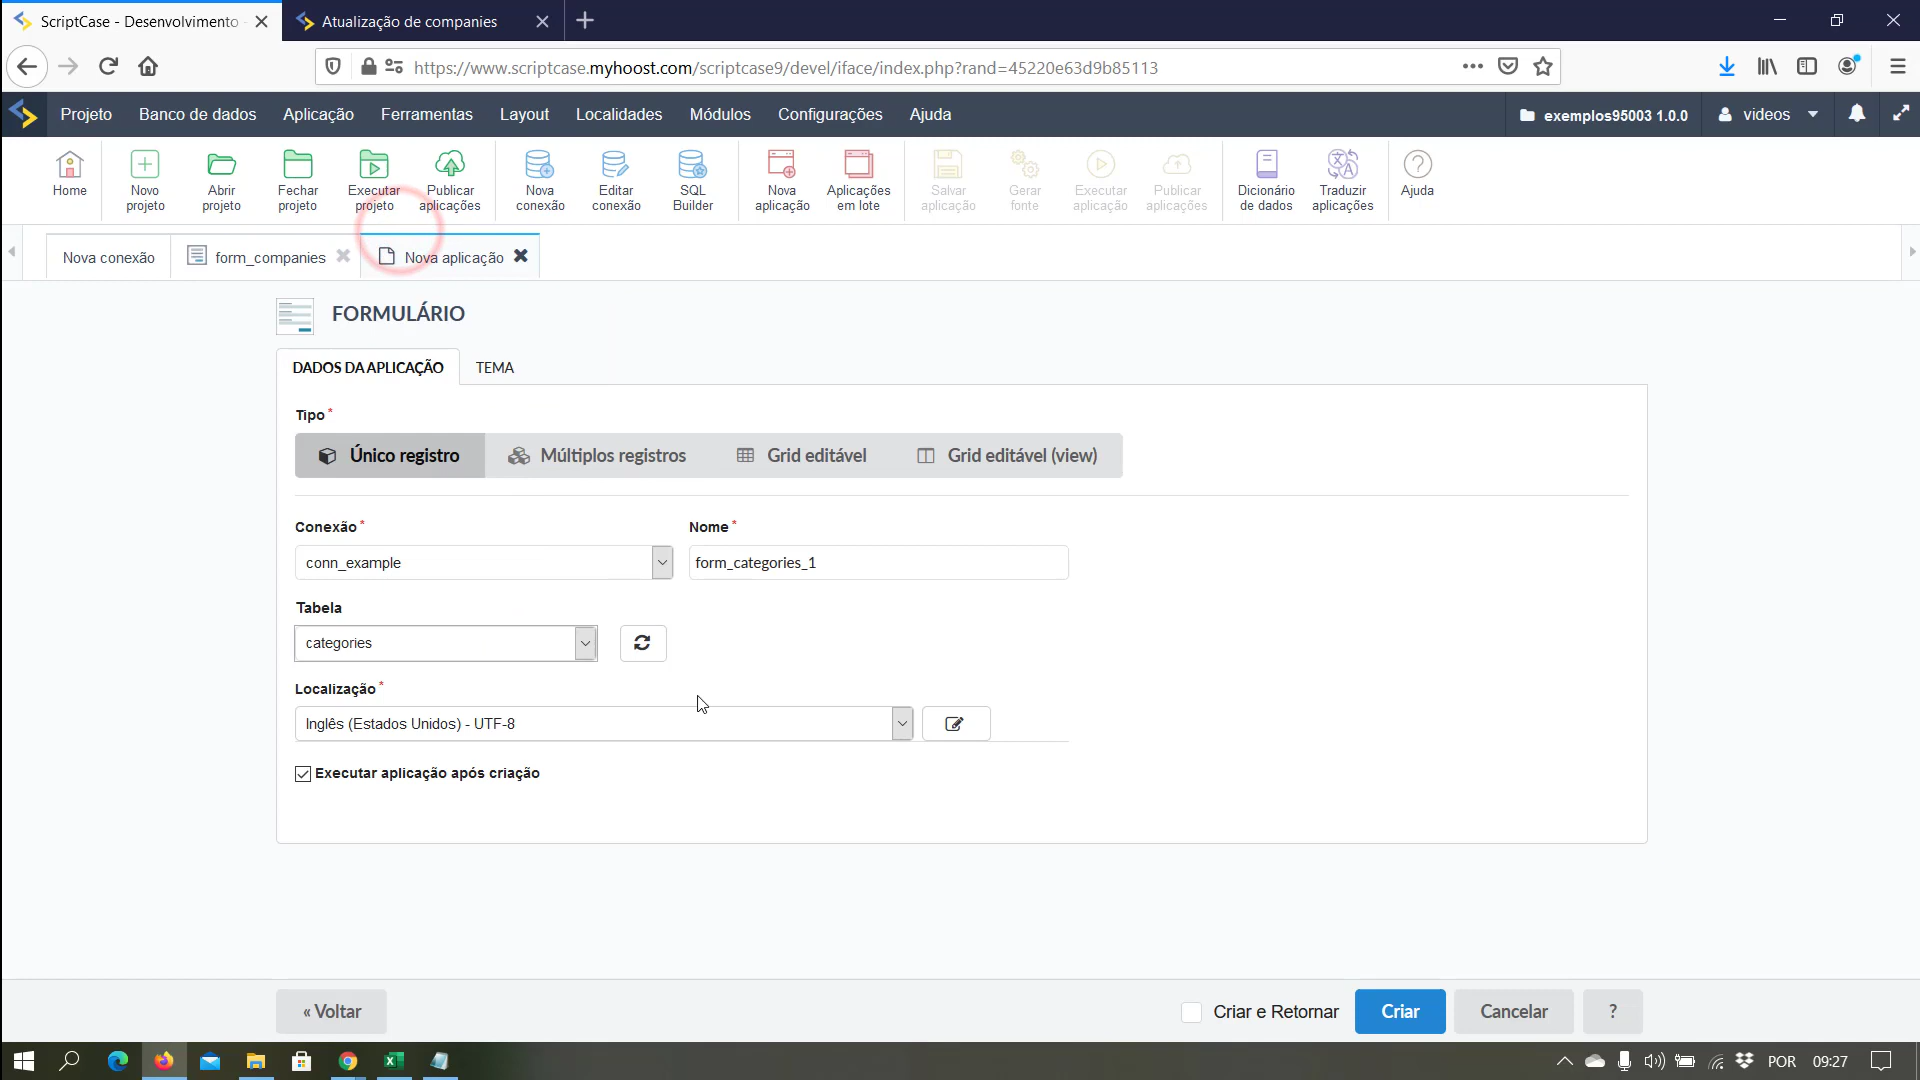 ScriptCase - Desenvolvimento -
Atualização de companies
https://www.scriptcase.myhoost.com/scriptcase9/devel/iface/index.php?rand=45220e63d9b85113
Projeto
Banco de dados
Aplicação
Ferramentas
Layout
Localidades
Módulos
Configurações
Ajuda
exemplos95003 1.0.0
videos
Home
Novo
projeto
Abrir
projeto
Fechar
projeto
Executar
projeto
Publicar
aplicações
Nova
conexão
Editar
conexão
SQL
Builder
Nova
aplicação
Aplicações
em lote
Salvar
aplicação
Gerar
fonte
Executar
aplicação
Publicar
aplicações
Dicionário
de dados
Traduzir
aplicações
Ajuda
Nova conexão
form_companies
Nova aplicação
FORMULÁRIO
DADOS DA APLICAÇÃO
TEMA
Tipo *
Único registro
Múltiplos registros
Grid editável
Grid editável (view)
Conexão *
Nome *
conn_example
form_categories_1
Tabela
categories
Localização *
Inglês (Estados Unidos) - UTF-8
Executar aplicação após criação
« Voltar
Criar e Retornar
Criar
Cancelar
?
POR
09:27